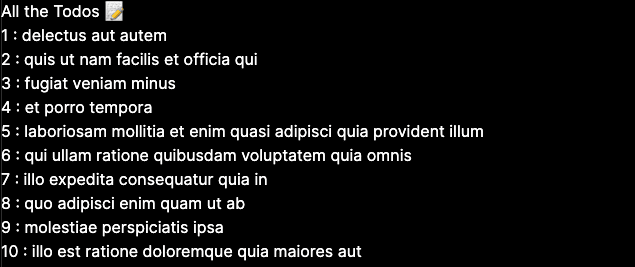 All the Todos 📝
1 : delectus aut autem
2 : quis ut nam facilis et officia qui
3 : fugiat veniam minus
4 : et porro tempora
5 : laboriosam mollitia et enim quasi adipisci quia provident illum
6 : qui ullam ratione quibusdam voluptatem quia omnis
7 : illo expedita consequatur quia in
8 : quo adipisci enim quam ut ab
9 : molestiae perspiciatis ipsa
10 : illo est ratione doloremque quia maiores aut